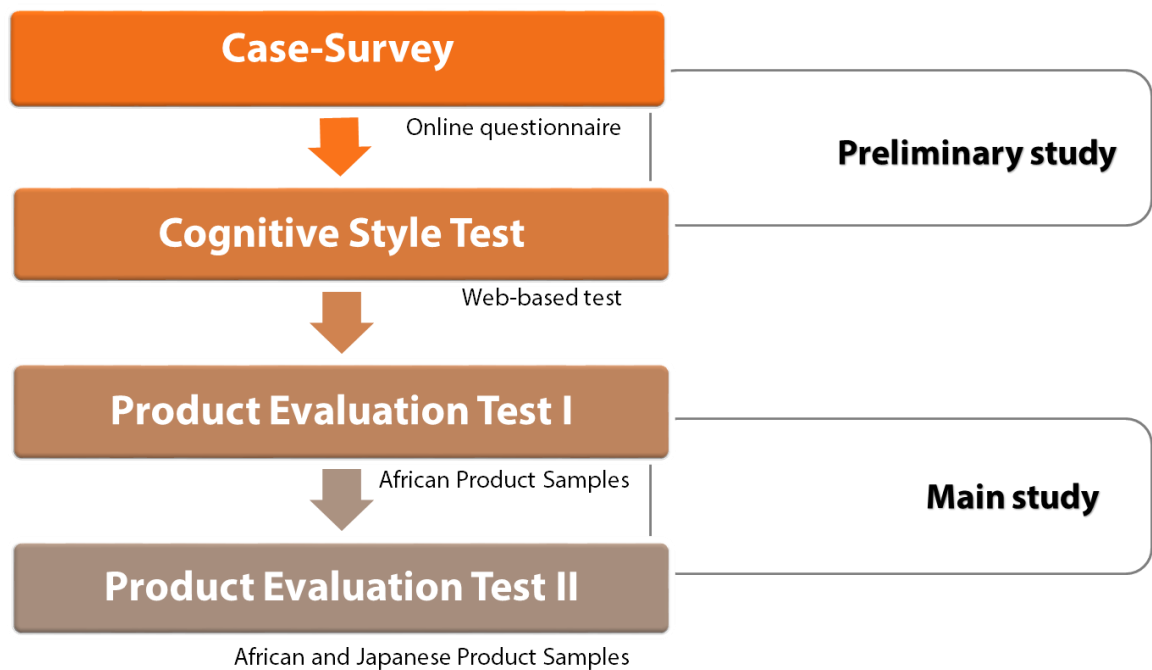 Case-Survey
Online questionnaire
Preliminary study
Cognitive Style Test
Web-based test
Product Evaluation Test I
African Product Samples
Main study
Product Evaluation Test II
African and Japanese Product Samples